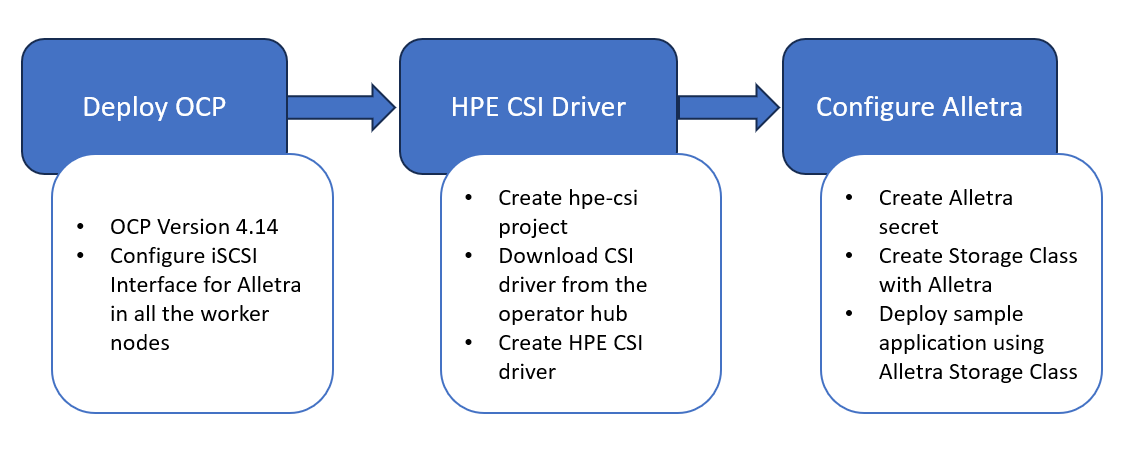 Deploy OCP
• OCP Version 4.14
• Configure iSCSI
Interface for Alletra
in all the worker
nodes
HPE CSI Driver
• Create hpe-csi
project
• Download CSI
driver from the
operator hub
• Create HPE CSI
driver
Configure Alletra
• Create Alletra
secret
• Create Storage Class
with Alletra
• Deploy sample
application using
Alletra Storage Class